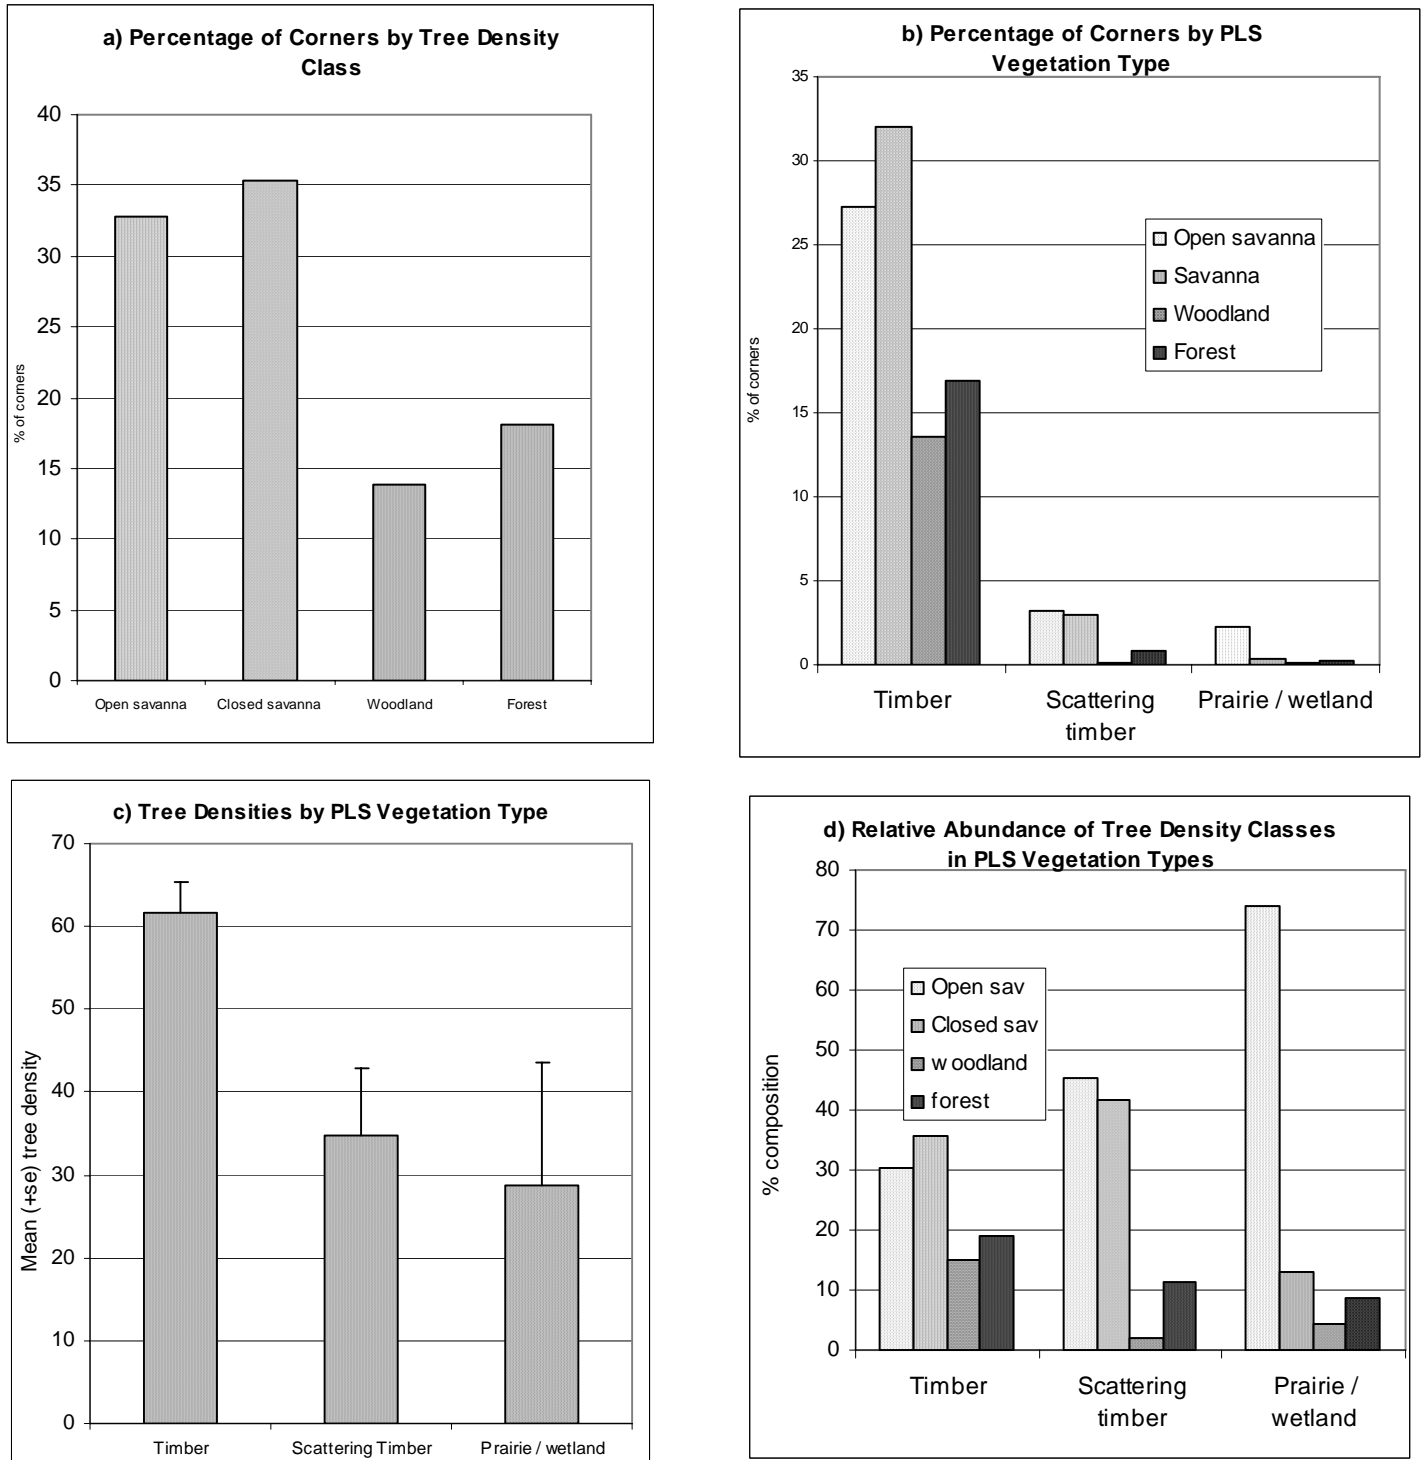 a) Percentage of Corners by Tree Density
Class
40
35
30
25
20
15
10
5
0
% of corners
Open savanna Closed savanna Woodland Forest
b) Percentage of Corners by PLS
Vegetation Type
35
30
25
20
15
10
5
0
% of corners
Open savanna
Savanna
Woodland
Forest
Timber Scattering Prairie / wetland
timber
c) Tree Densities by PLS Vegetation Type
70
60
50
40
30
20
10
0
Mean (+se) tree density
Timber Scattering Timber Prairie / wetland
d) Relative Abundance of Tree Density Classes
in PLS Vegetation Types
80
70
60
50
40
30
20
10
0
% composition
Open sav
Closed sav
woodland
forest
Timber Scattering Prairie /
timber wetland